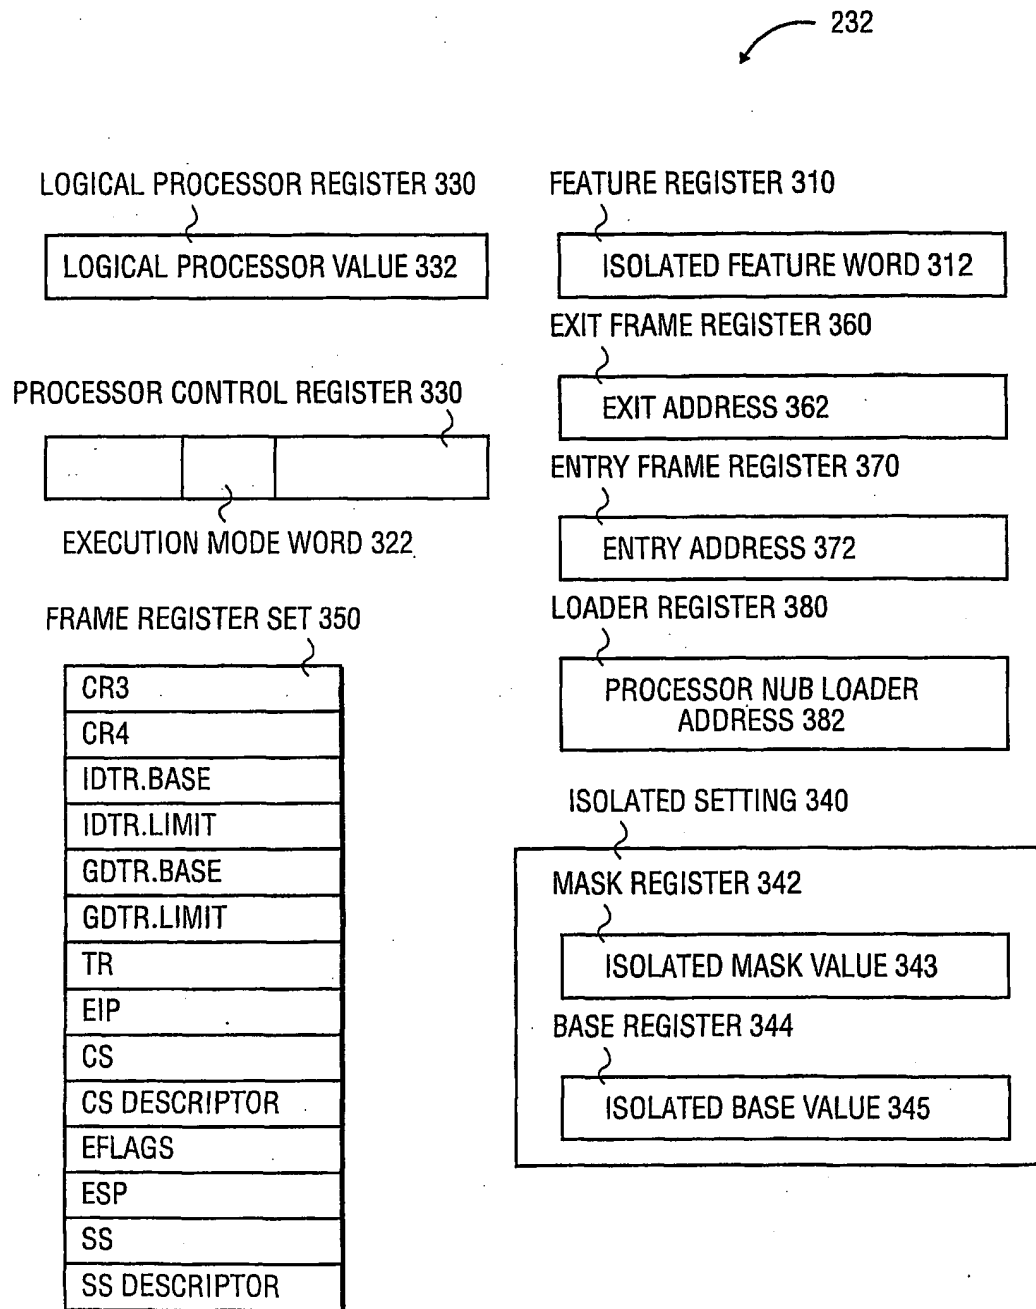 232
LOGICAL PROCESSOR REGISTER 330
LOGICAL PROCESSOR VALUE 332
PROCESSOR CONTROL REGISTER 330
EXECUTION MODE WORD 322
FRAME REGISTER SET 350
CR3
CR4
IDTR.BASE
IDTR.LIMIT
GDTR.BASE
GDTR.LIMIT
TR
EIP
CS
CS DESCRIPTOR
EFLAGS
ESP
SS
SS DESCRIPTOR
FEATURE REGISTER 310
ISOLATED FEATURE WORD 312
EXIT FRAME REGISTER 360
EXIT ADDRESS 362
ENTRY FRAME REGISTER 370
ENTRY ADDRESS 372
LOADER REGISTER 380
PROCESSOR NUB LOADER
ADDRESS 382
ISOLATED SETTING 340
MASK REGISTER 342
ISOLATED MASK VALUE 343
BASE REGISTER 344
ISOLATED BASE VALUE 345